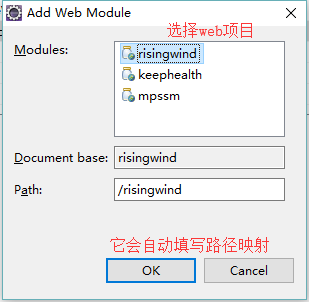 Add Web Module
选择web项目
Modules:
risingwind
keephealth
mpssm
Document base: risingwind
Path: /risingwind
它会自动填写路径映射
OK Cancel